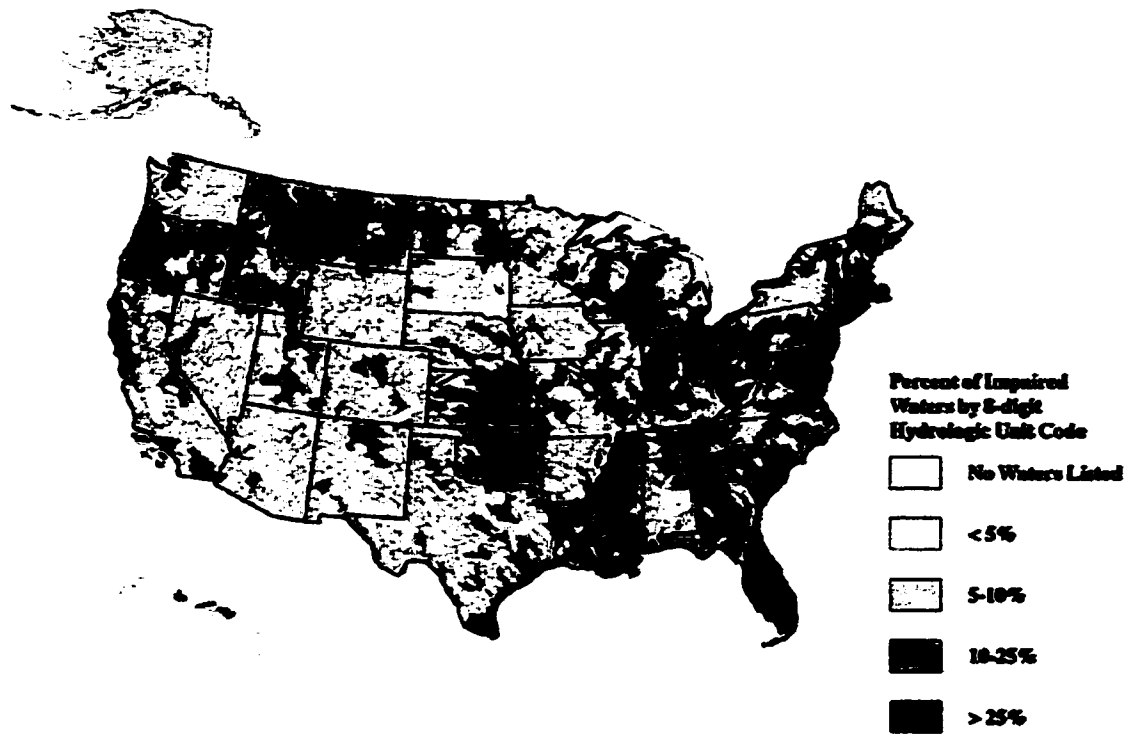 Percent of Impaired
Waters by 8-digit
Hydrologic Unit Code
No Waters Listed
<5%
5-10%
10-25%
>25%